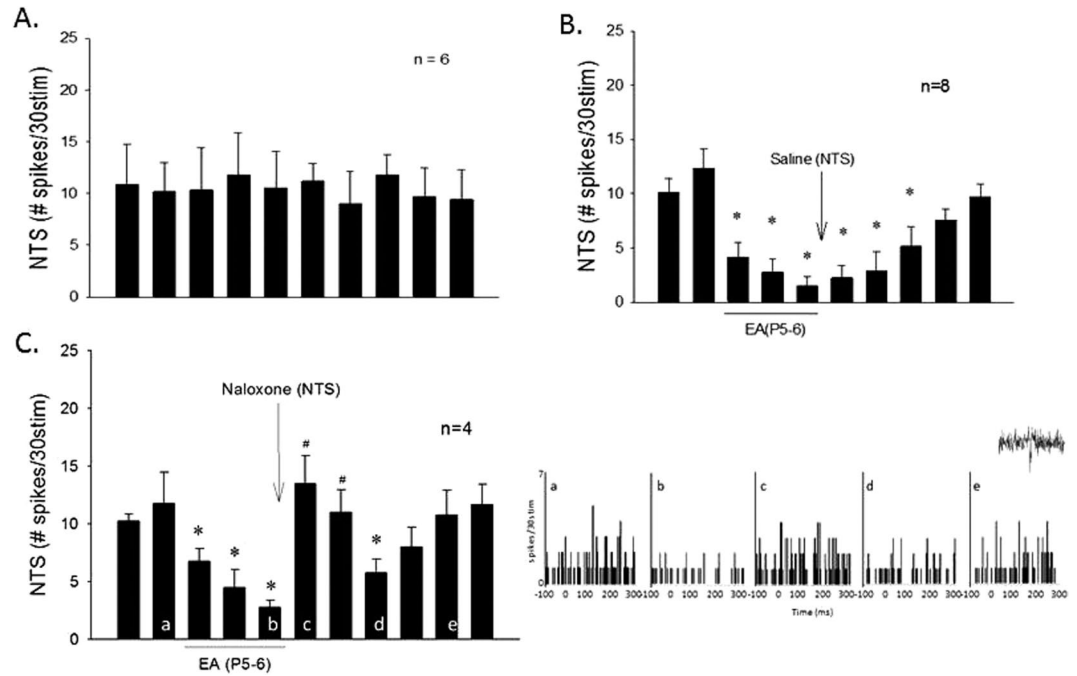 A.
25
20
15
10
5
0
NTS (# spikes/30stim)
n = 6
B.
25
20
15
10
5
0
NTS (# spikes/30stim)
n=8
Saline (NTS)
* * * * * *
EA(P5-6)
C.
25
20
15
10
5
0
NTS (# spikes/30stim)
Naloxone (NTS)
n=4
* * * # # *
a b c d e
EA (P5-6)
7
0
spikes/30stim
a b c d e
-100 0 100 200 300
-100 0 100 200 300
-100 0 100 200 300
-100 0 100 200 300
-100 0 100 200 300
Time (ms)